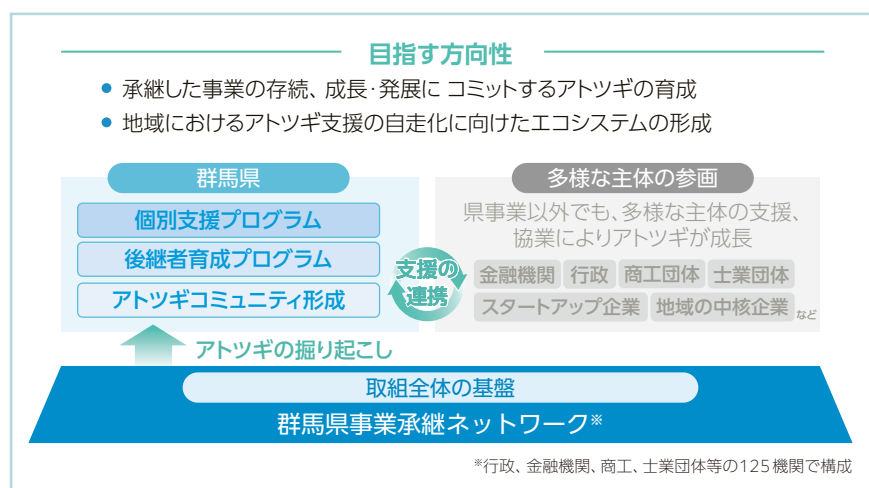 目指す方向性
● 承継した事業の存続、成長・発展に コミットするアトツギの育成
● 地域におけるアトツギ支援の自走化に向けたエコシステムの形成
群馬県
個別支援プログラム
後継者育成プログラム
アトツギコミュニティ形成
支援の
連携
多様な主体の参画
県事業以外でも、多様な主体の支援、
協業によりアトツギが成長
金融機関 行政 商工団体 士業団体
スタートアップ企業 地域の中核企業 など
アトツギの掘り起こし
取組全体の基盤
群馬県事業承継ネットワーク※
※行政、金融機関、商工、士業団体等の125機関で構成